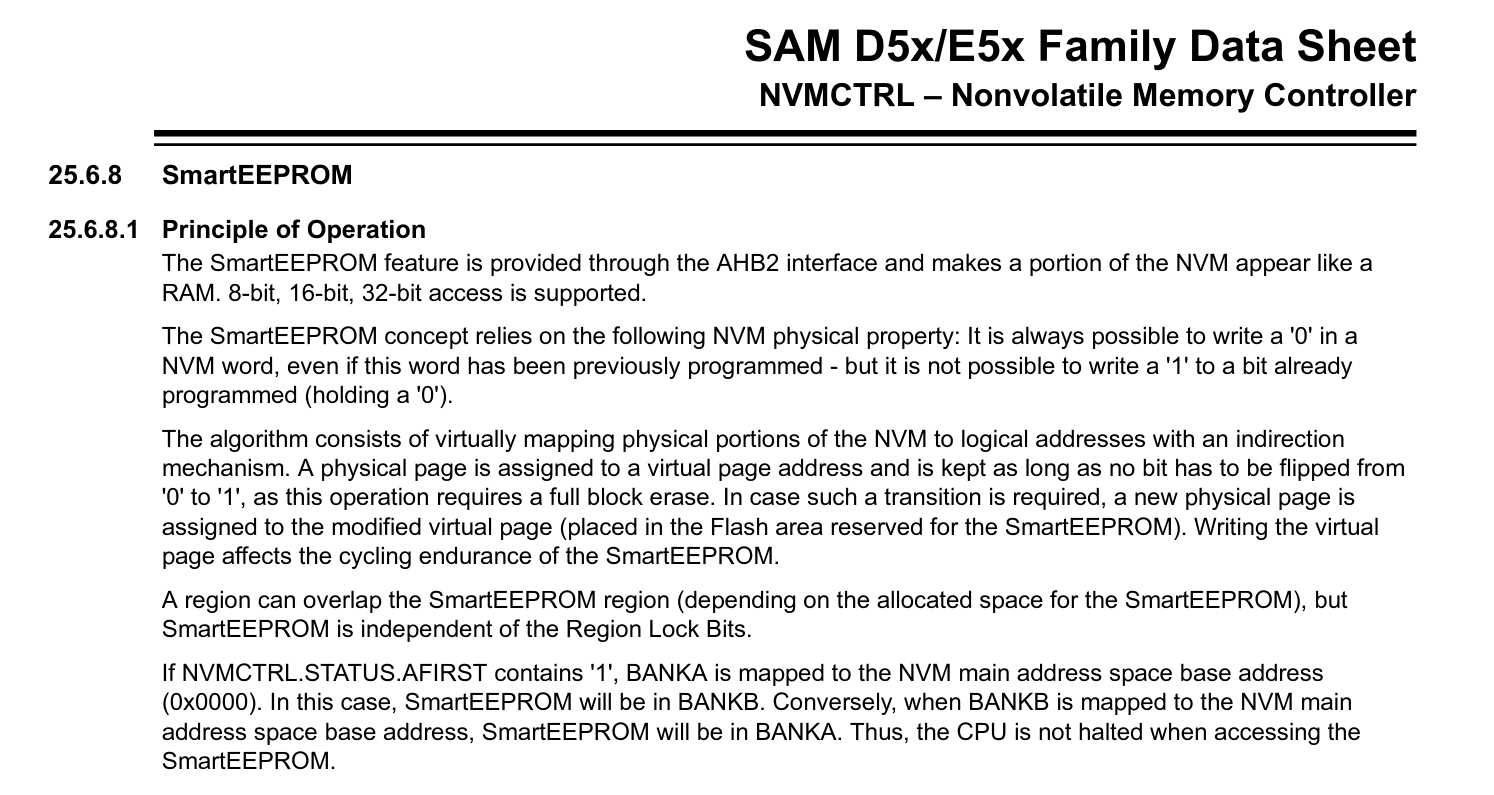 SAM D5x/E5x Family Data Sheet
NVMCTRL – Nonvolatile Memory Controller
25.6.8 SmartEEPROM
25.6.8.1 Principle of Operation
The SmartEEPROM feature is provided through the AHB2 interface and makes a portion of the NVM appear like a
RAM. 8-bit, 16-bit, 32-bit access is supported.
The SmartEEPROM concept relies on the following NVM physical property: It is always possible to write a '0' in a
NVM word, even if this word has been previously programmed - but it is not possible to write a '1' to a bit already
programmed (holding a '0').
The algorithm consists of virtually mapping physical portions of the NVM to logical addresses with an indirection
mechanism. A physical page is assigned to a virtual page address and is kept as long as no bit has to be flipped from
'0' to '1', as this operation requires a full block erase. In case such a transition is required, a new physical page is
assigned to the modified virtual page (placed in the Flash area reserved for the SmartEEPROM). Writing the virtual
page affects the cycling endurance of the SmartEEPROM.
A region can overlap the SmartEEPROM region (depending on the allocated space for the SmartEEPROM), but
SmartEEPROM is independent of the Region Lock Bits.
If NVMCTRL.STATUS.AFIRST contains '1', BANKA is mapped to the NVM main address space base address
(0x0000). In this case, SmartEEPROM will be in BANKB. Conversely, when BANKB is mapped to the NVM main
address space base address, SmartEEPROM will be in BANKA. Thus, the CPU is not halted when accessing the
SmartEEPROM.